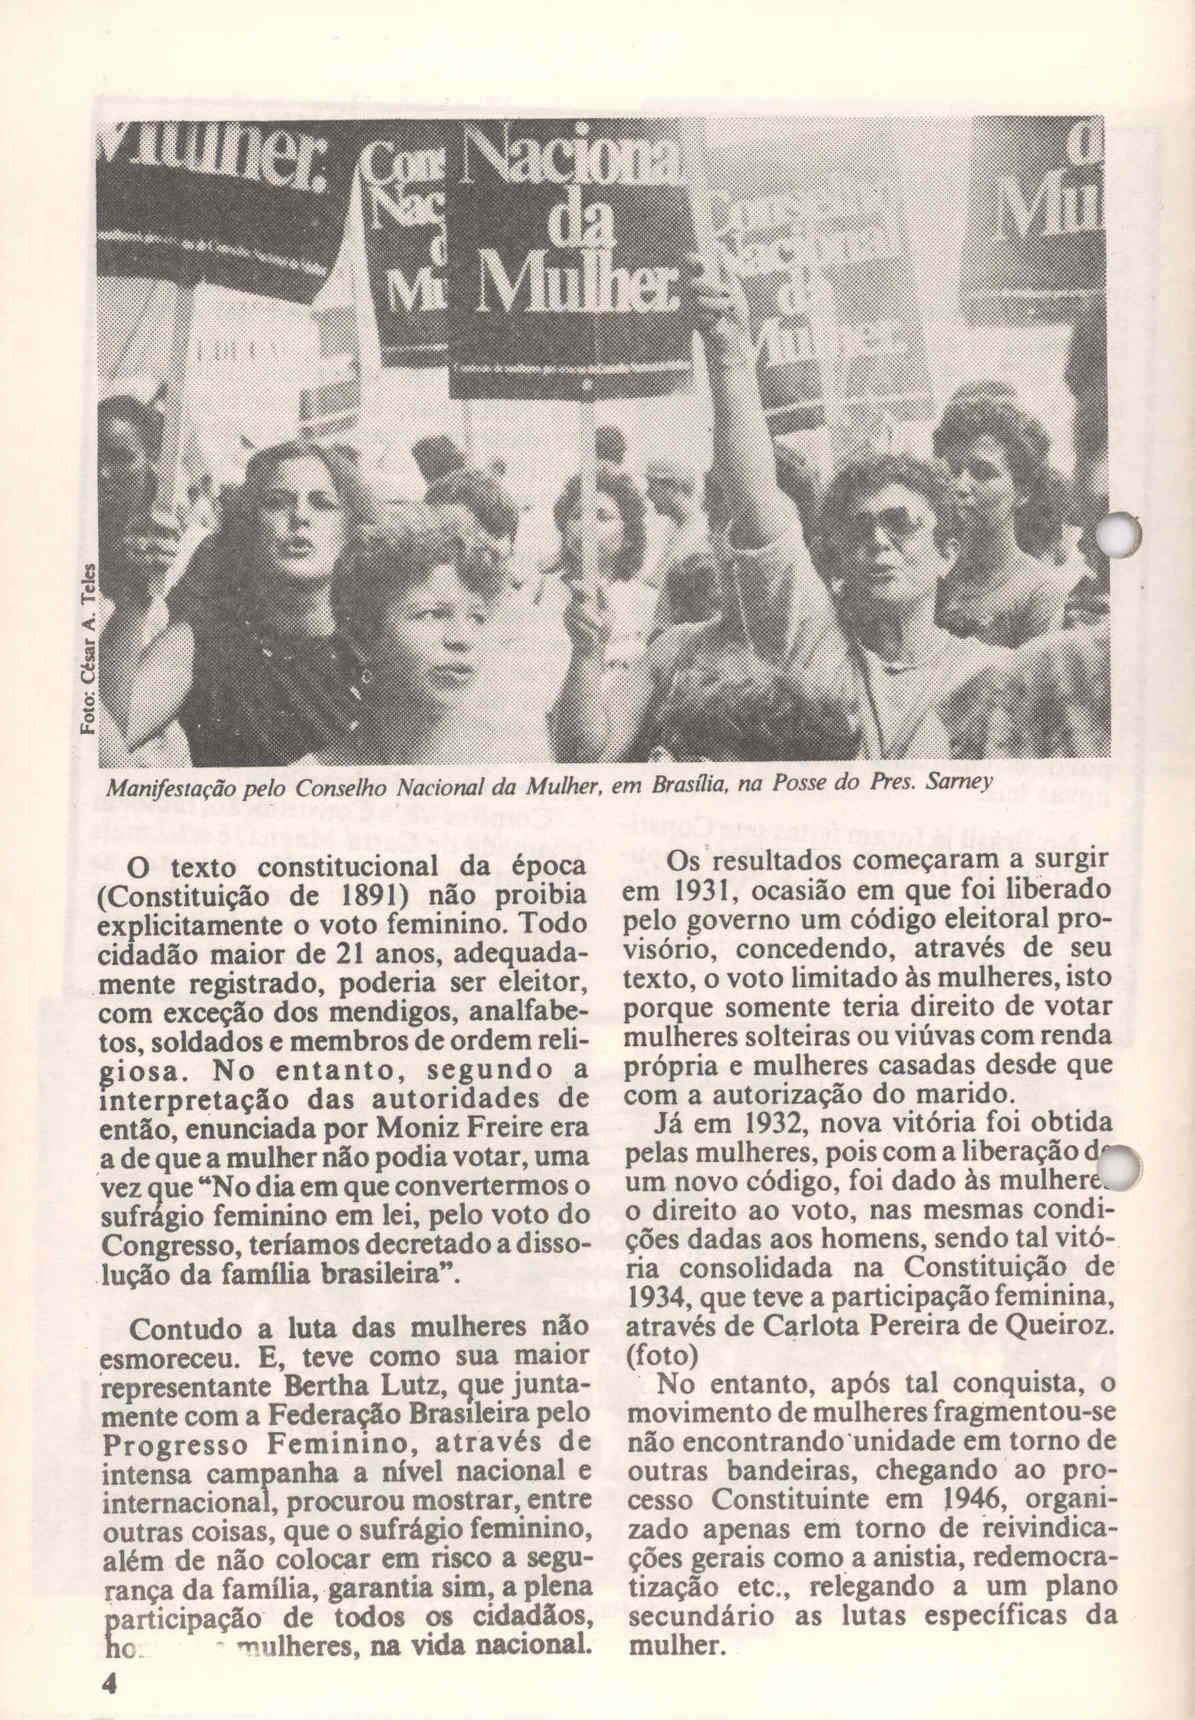 Mulher.
Nacional
da
Mulher.
Conselho
Nacional
da
Mulher.
Foto: César A. Teles
Manifestação pelo Conselho Nacional da Mulher, em Brasília, na Posse do Pres. Sarney
O texto constitucional da época
(Constituição de 1891) não proibia
explicitamente o voto feminino. Todo
cidadão maior de 21 anos, adequada-
mente registrado, poderia ser eleitor,
com exceção dos mendigos, analfabe-
tos, soldados e membros de ordem reli-
giosa. No entanto, segundo a
interpretação das autoridades de
então, enunciada por Moniz Freire era
a de que a mulher não podia votar, uma
vez que “No dia em que convertermos o
sufrágio feminino em lei, pelo voto do
Congresso, teríamos decretado a disso-
lução da família brasileira”.
Contudo a luta das mulheres não
esmoreceu. E, teve como sua maior
representante Bertha Lutz, que junta-
mente com a Federação Brasileira pelo
Progresso Feminino, através de
intensa campanha a nível nacional e
internacional, procurou mostrar, entre
outras coisas, que o sufrágio feminino,
além de não colocar em risco a segu-
rança da família, garantia sim, a plena
participação de todos os cidadãos,
mulheres, na vida nacional.
4
Os resultados começaram a surgir
em 1931, ocasião em que foi liberado
pelo governo um código eleitoral pro-
visório, concedendo, através de seu
texto, o voto limitado às mulheres, isto
porque somente teria direito de votar
mulheres solteiras ou viúvas com renda
própria e mulheres casadas desde que
com a autorização do marido.
Já em 1932, nova vitória foi obtida
pelas mulheres, pois com a liberação de
um novo código, foi dado às mulheres
o direito ao voto, nas mesmas condi-
ções dadas aos homens, sendo tal vitó-
ria consolidada na Constituição de
1934, que teve a participação feminina,
através de Carlota Pereira de Queiroz.
(foto)
No entanto, após tal conquista, o
movimento de mulheres fragmentou-se
não encontrando unidade em torno de
outras bandeiras, chegando ao pro-
cesso Constituinte em 1946, organi-
zado apenas em torno de reivindica-
ções gerais como a anistia, redemocra-
tização etc., relegando a um plano
secundário as lutas específicas da
mulher.